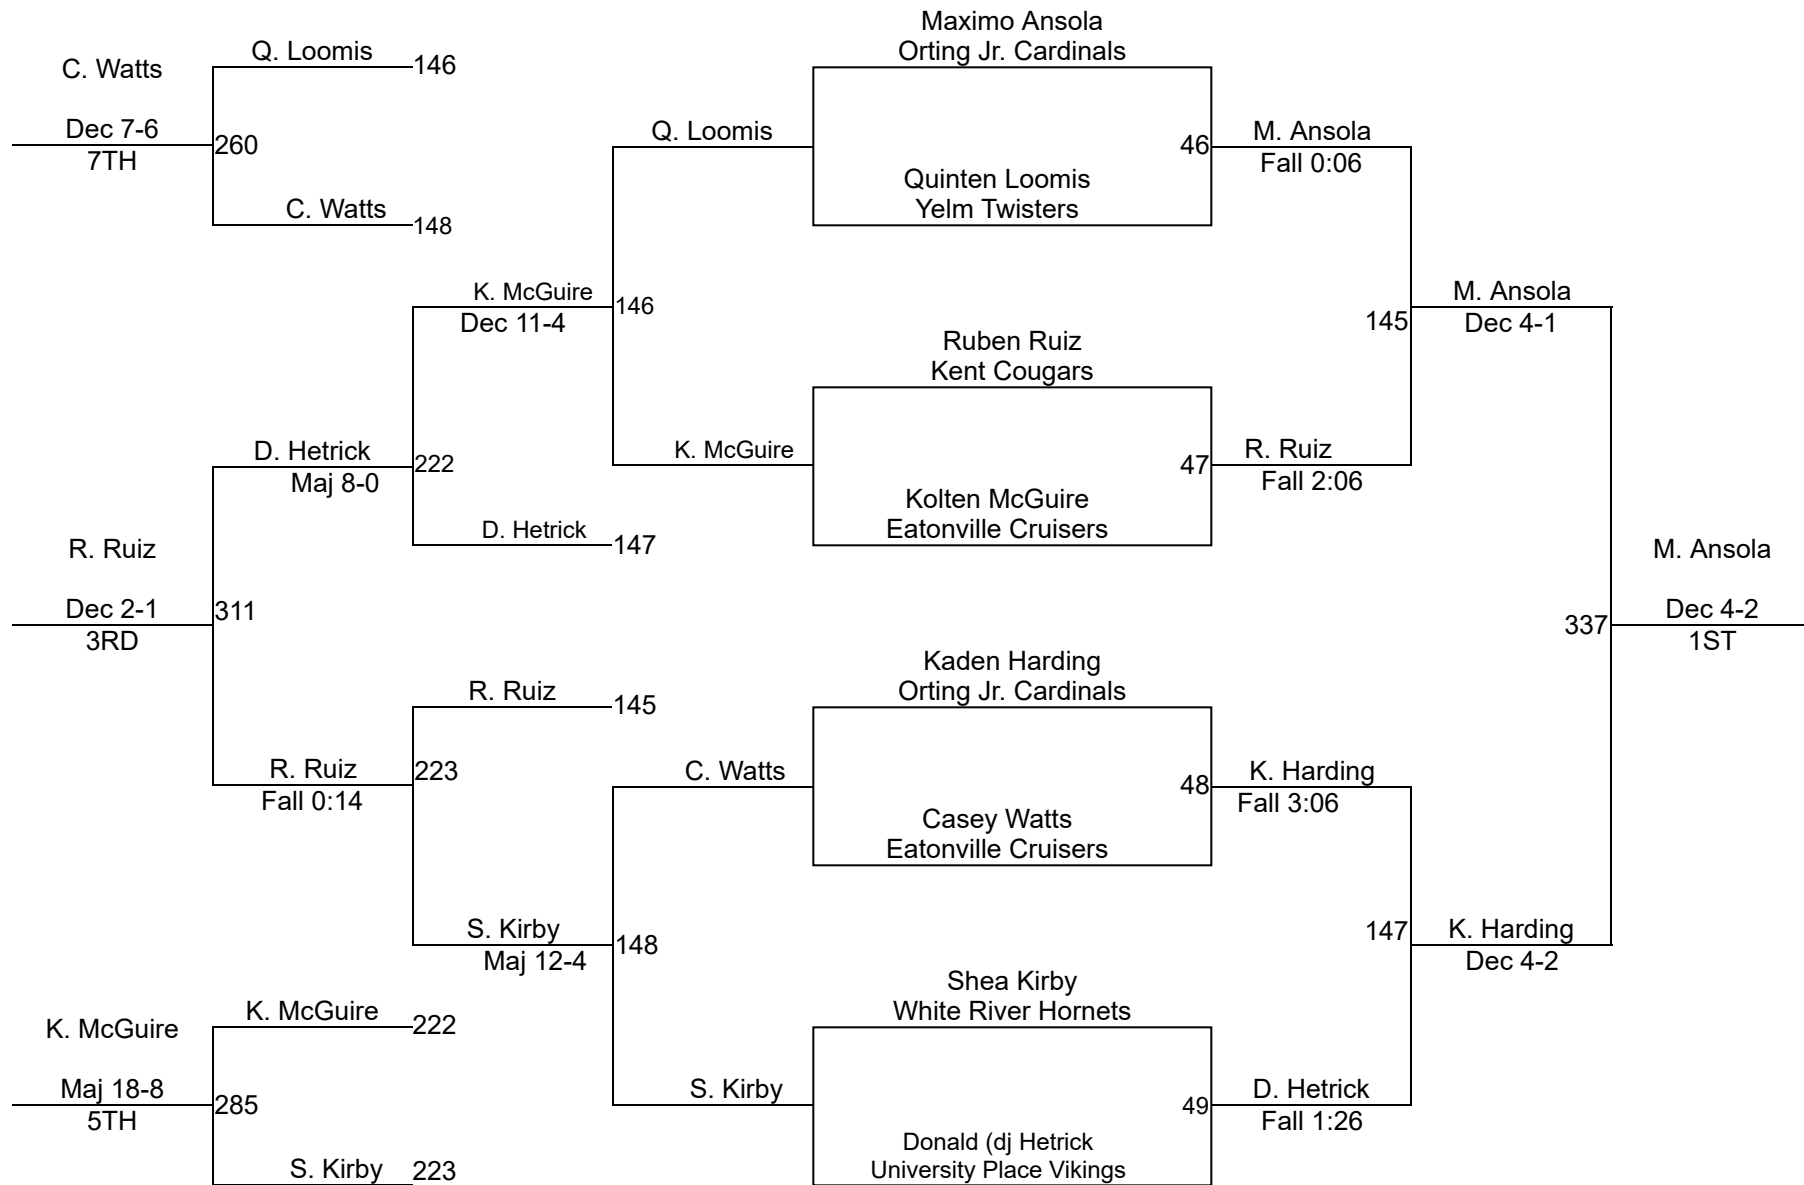 Maximo Ansola
Orting Jr. Cardinals
Q. Loomis
146
C. Watts
Dec 7-6
7TH
260
C. Watts
148
Q. Loomis
46
M. Ansola
Fall 0:06
Quinten Loomis
Yelm Twisters
K. McGuire
Dec 11-4
146
M. Ansola
Dec 4-1
145
Ruben Ruiz
Kent Cougars
D. Hetrick
Maj 8-0
222
K. McGuire
47
R. Ruiz
Fall 2:06
Kolten McGuire
Eatonville Cruisers
D. Hetrick
147
R. Ruiz
Dec 2-1
3RD
311
M. Ansola
Dec 4-2
1ST
337
Kaden Harding
Orting Jr. Cardinals
R. Ruiz
145
R. Ruiz
Fall 0:14
223
C. Watts
48
K. Harding
Fall 3:06
Casey Watts
Eatonville Cruisers
S. Kirby
Maj 12-4
148
147
K. Harding
Dec 4-2
Shea Kirby
White River Hornets
K. McGuire
222
K. McGuire
Maj 18-8
5TH
285
S. Kirby
49
D. Hetrick
Fall 1:26
Donald (dj Hetrick
University Place Vikings
S. Kirby
223